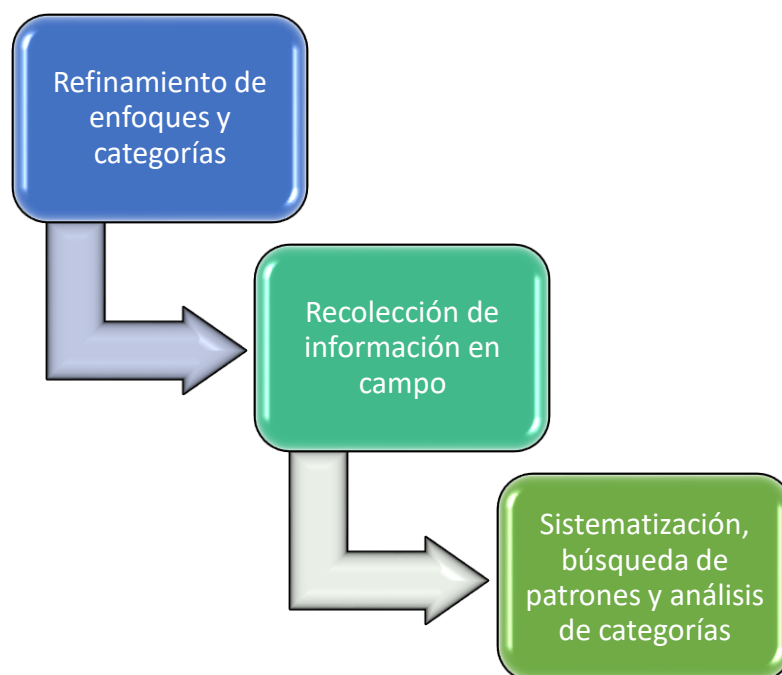 Refinamiento de
enfoques y
categorías
Recolección de
información en
campo
Sistematización,
búsqueda de
patrones y análisis
de categorías